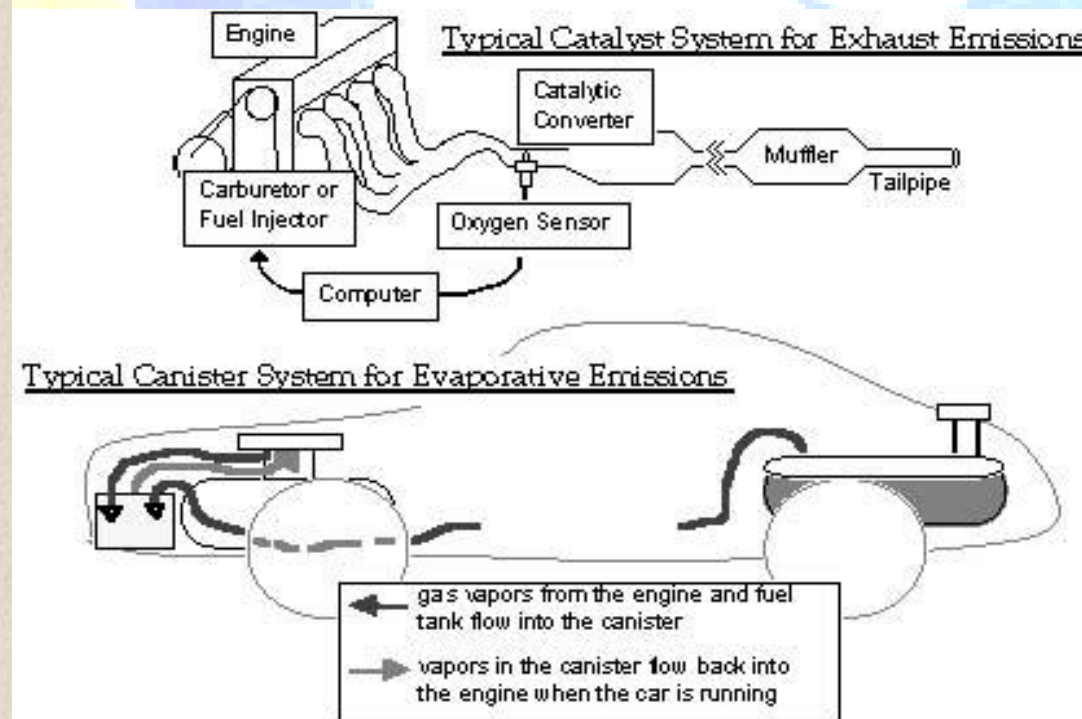 Engine
Typical Catalyst System for Exhaust Emissions
Catalytic
Converter
Muffler
Tailpipe
Carburetor or
Fuel Injector
Oxygen Sensor
Computer
Typical Canister System for Evaporative Emissions
gas vapors from the engine and fuel
tank flow into the canister
vapors in the canister flow back into
the engine when the car is running